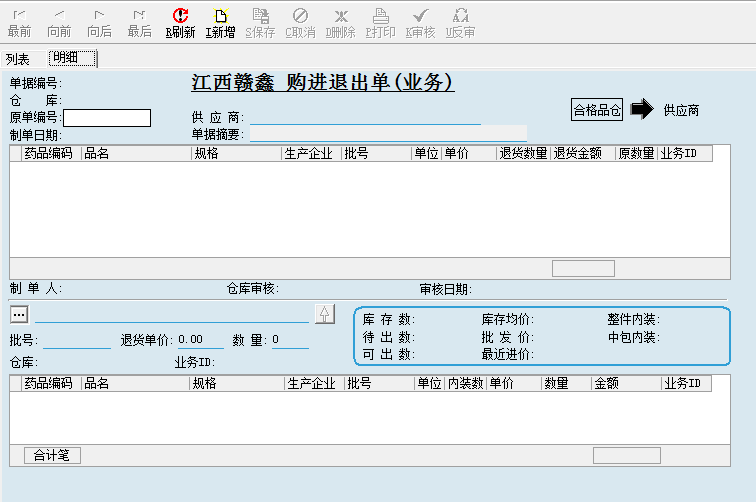 最前 向前 向后 最后 R刷新 I新增 S保存 C取消 D删除 P打印 K审核 U反审
列表 明细
单据编号: 江西赣鑫 购进退出单(业务)
仓 库:
原单编号: 供 应 商: 合格品仓 供应商
制单日期: 单据摘要:
药品编码 品名 规格 生产企业 批号 单位 单价 退货数量 退货金额 原数量 业务ID
制 单 人: 仓库审核: 审核日期:
...
库 存 数: 库存均价: 整件内装:
批号: 退货单价: 0.00 数 量: 0 待 出 数: 批 发 价: 中包内装:
仓库: 业务ID: 可 出 数: 最近进价:
药品编码 品名 规格 生产企业 批号 单位 内装数 单价 数量 金额 业务ID
合计笔